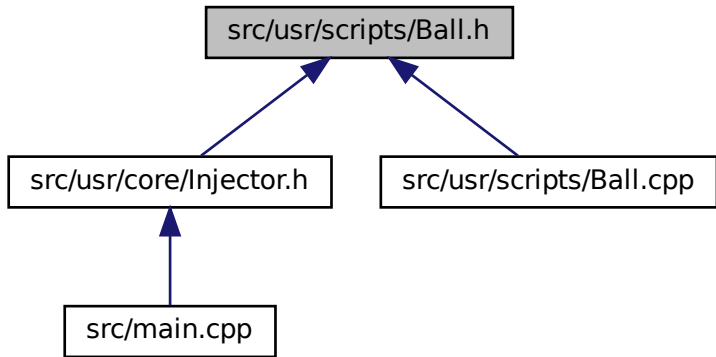 src/usr/scripts/Ball.h
src/usr/core/Injector.h
src/usr/scripts/Ball.cpp
src/main.cpp